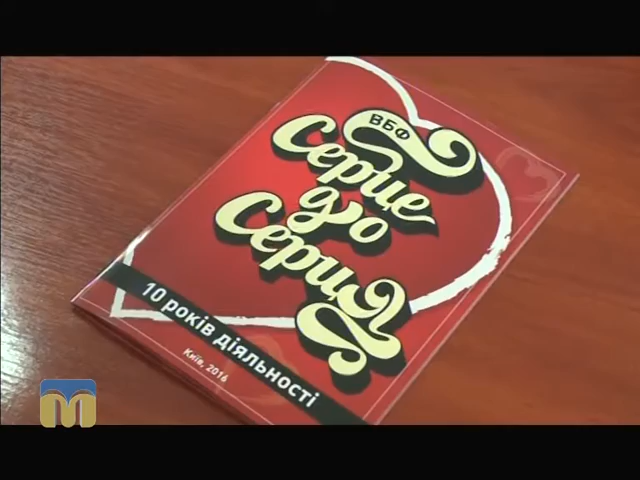 ВБФ
Серце
до
Серця
10 років діяльності
Київ, 2016